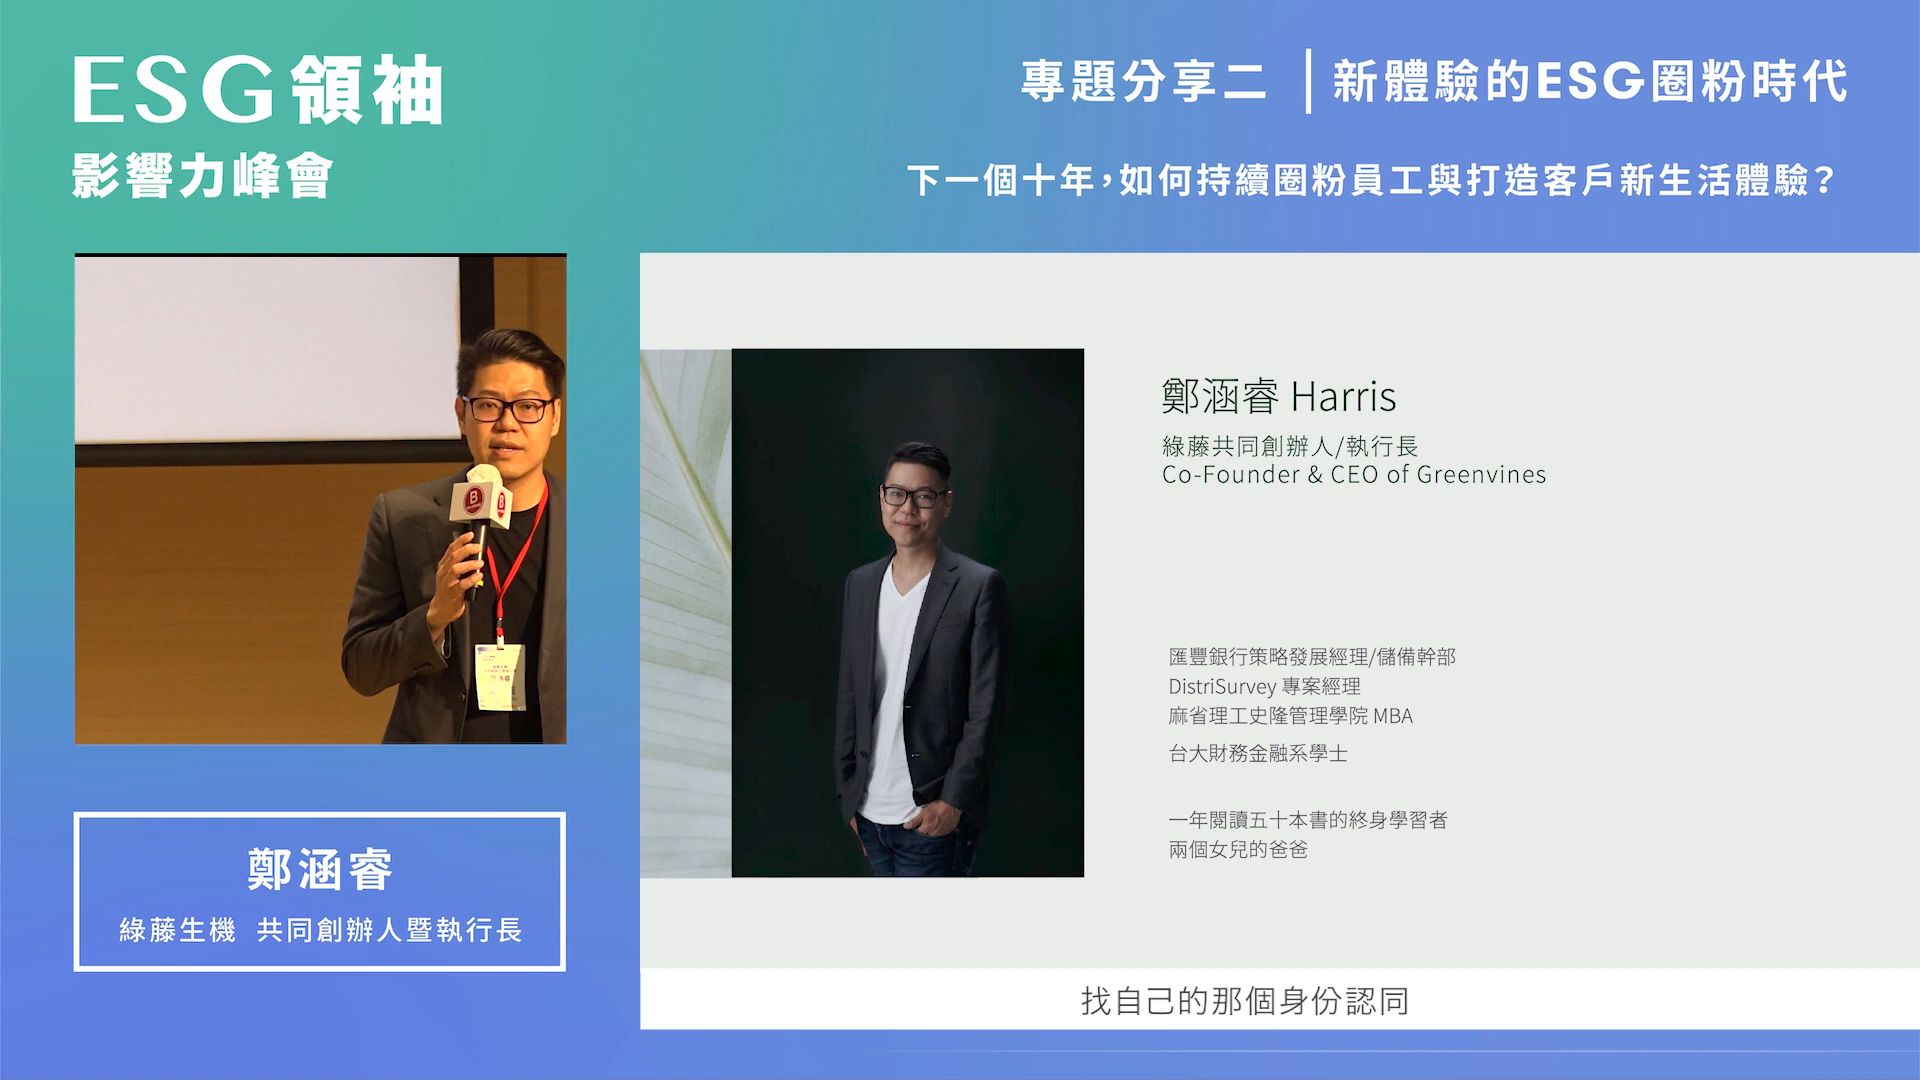 ESG領袖
影響力峰會
專題分享二 | 新體驗的ESG圈粉時代
下一個十年,如何持續圈粉員工與打造客戶新生活體驗?
B
B
鄭涵睿 Harris
綠藤共同創辦人/執行長
Co-Founder & CEO of Greenvines
匯豐銀行策略發展經理/儲備幹部
DistriSurvey 專案經理
麻省理工史隆管理學院 MBA
台大財務金融系學士
一年閱讀五十本書的終身學習者
兩個女兒的爸爸
鄭涵睿
綠藤生機 共同創辦人暨執行長
找自己的那個身份認同